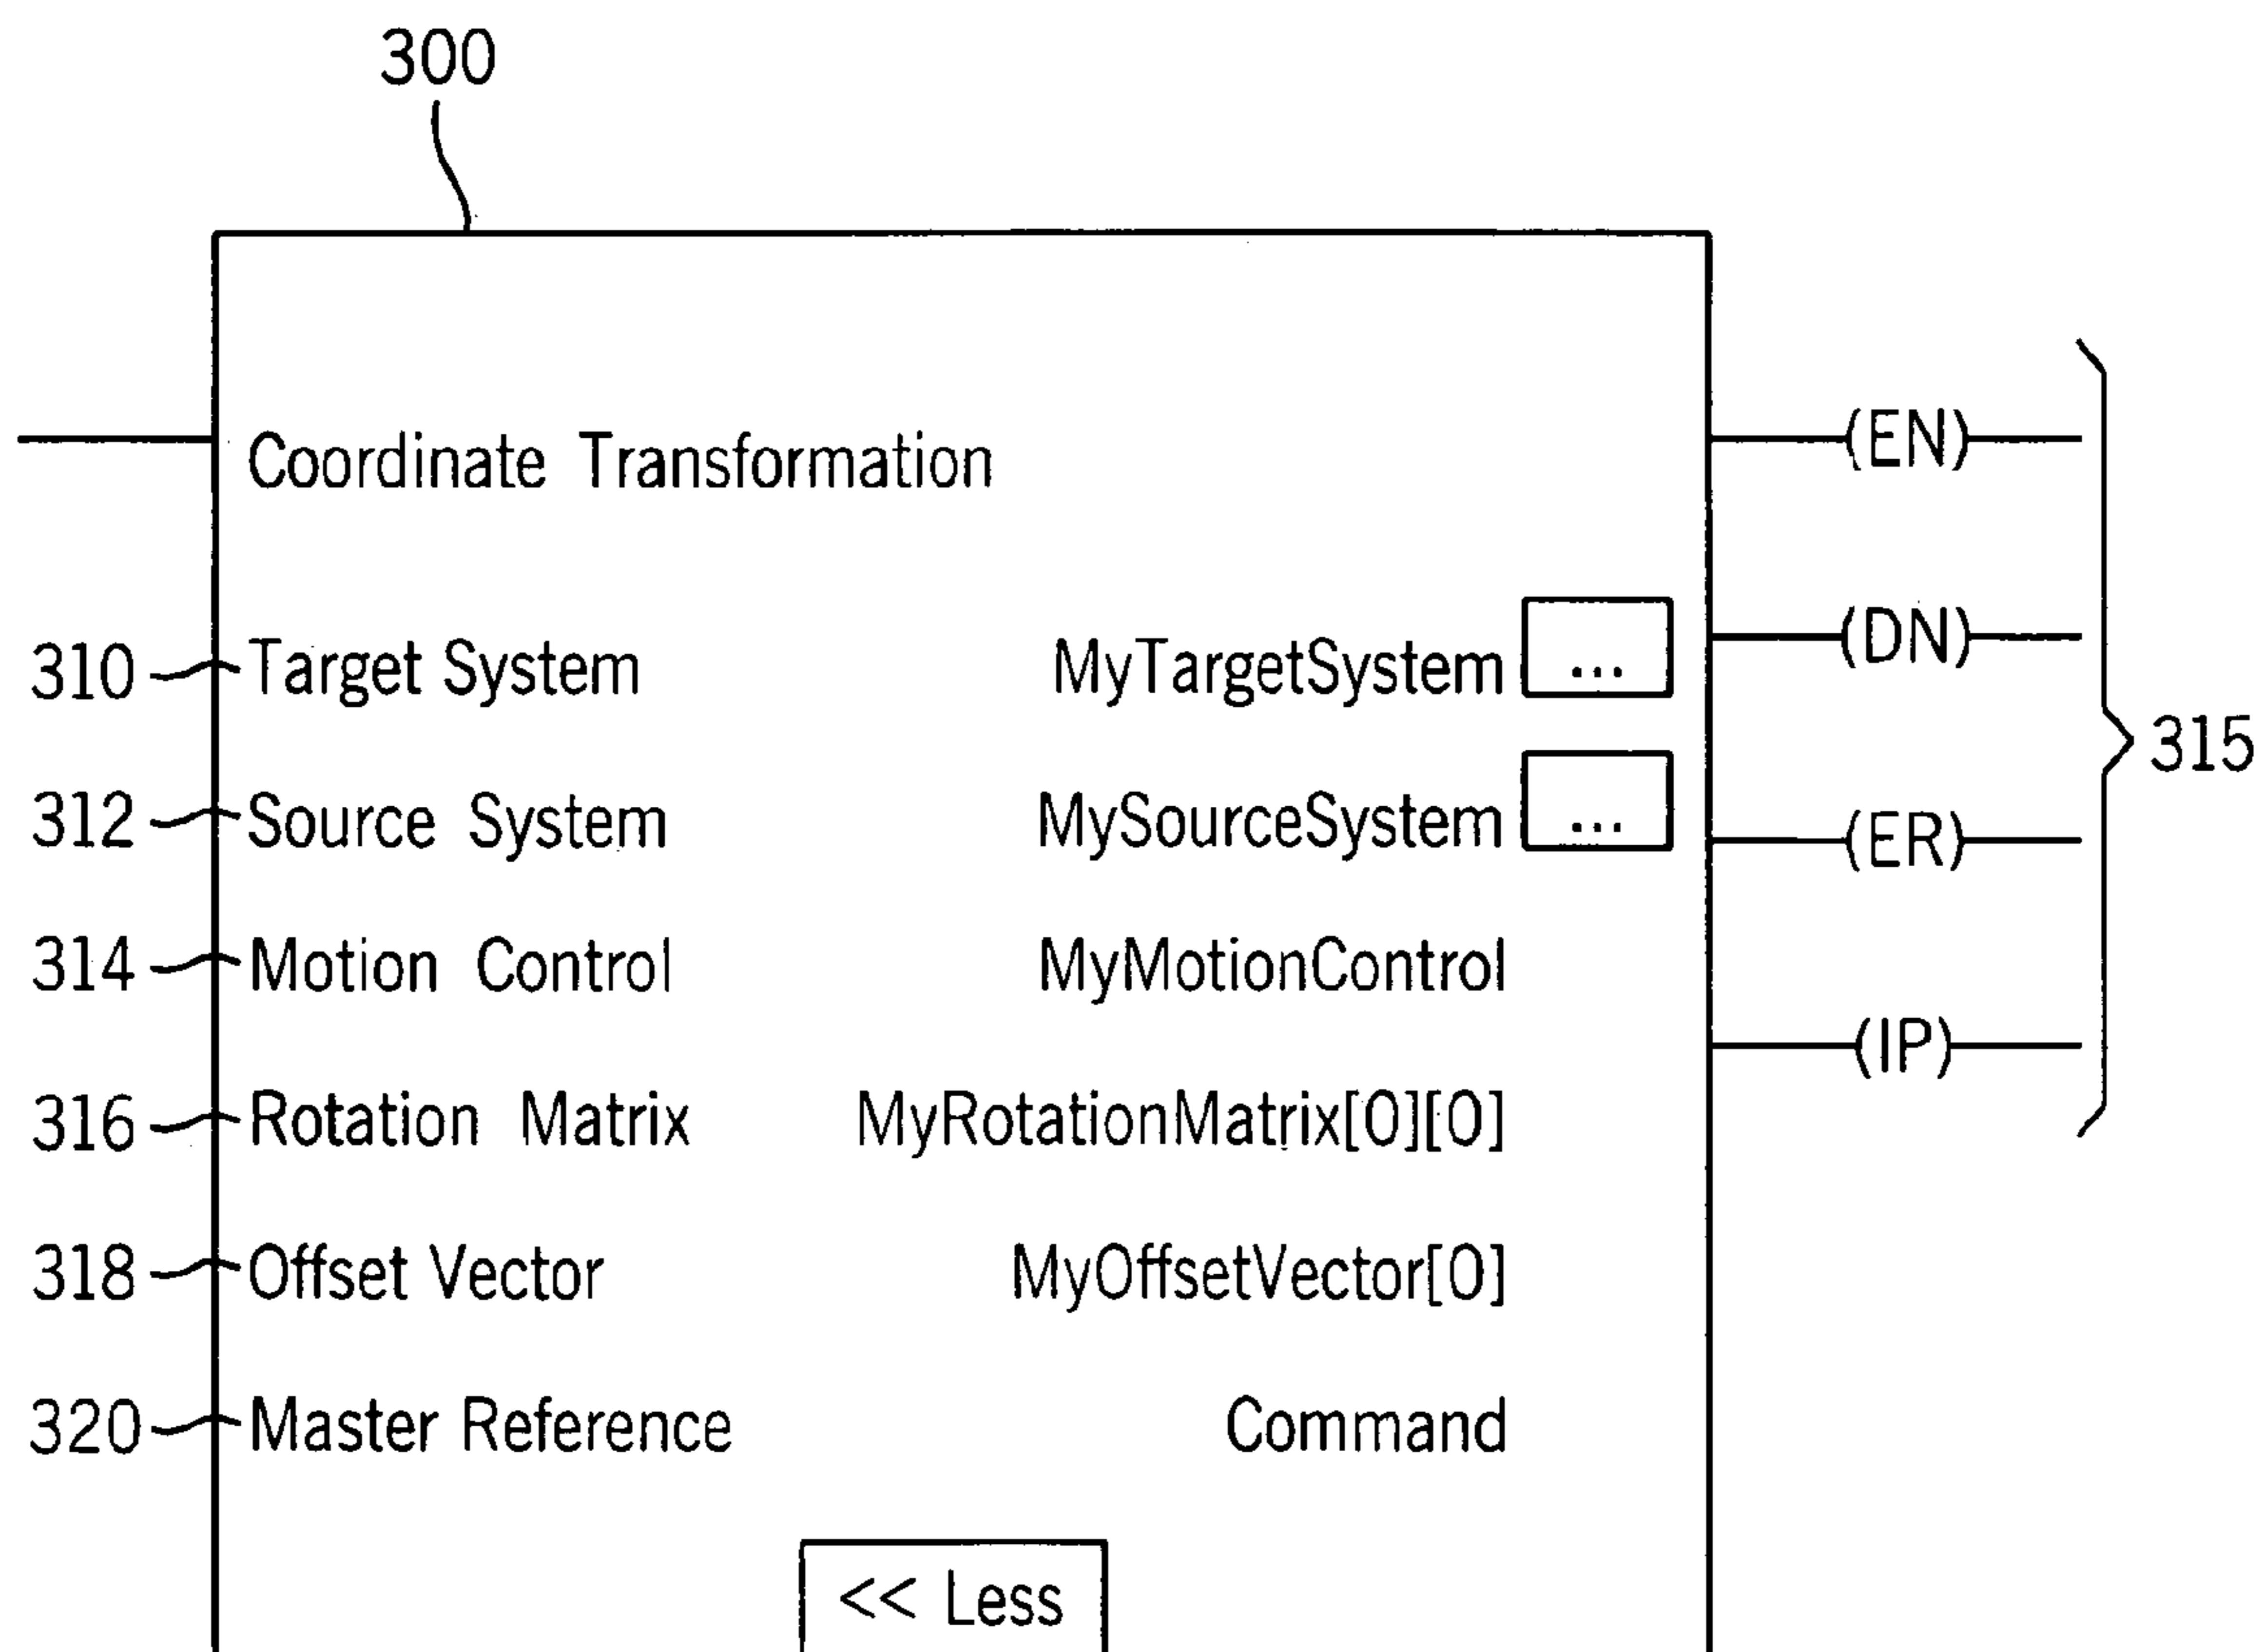 300
Coordinate Transformation (EN)
310 Target System MyTargetSystem ... (DN)
315
312 Source System MySourceSystem ... (ER)
314 Motion Control MyMotionControl
(IP)
316 Rotation Matrix MyRotationMatrix[0][0]
318 Offset Vector MyOffsetVector[0]
320 Master Reference Command
<< Less